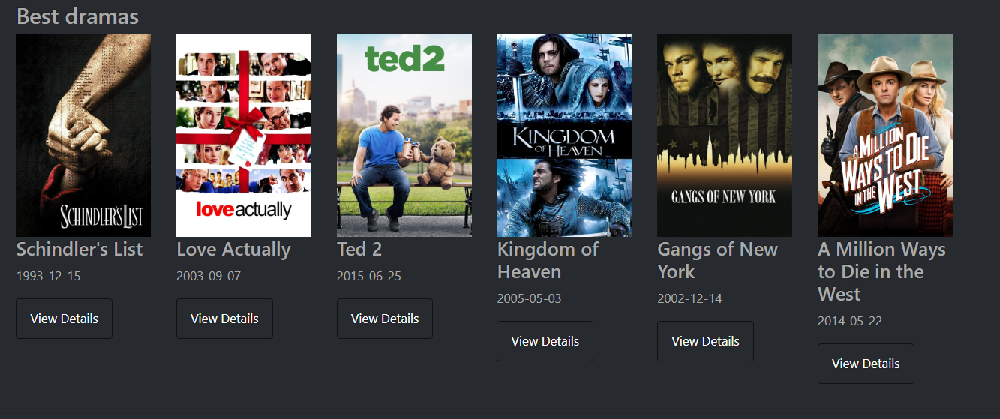 Best dramas
SCHINDLER'S LIST
love actually
ted2
KINGDOM
OF
HEAVEN
GANGS OF NEW YORK
A MILLION
WAYS TO DIE
IN THE
WEST
Schindler's List
1993-12-15
View Details
Love Actually
2003-09-07
View Details
Ted 2
2015-06-25
View Details
Kingdom of
Heaven
2005-05-03
View Details
Gangs of New
York
2002-12-14
View Details
A Million Ways
to Die in the
West
2014-05-22
View Details